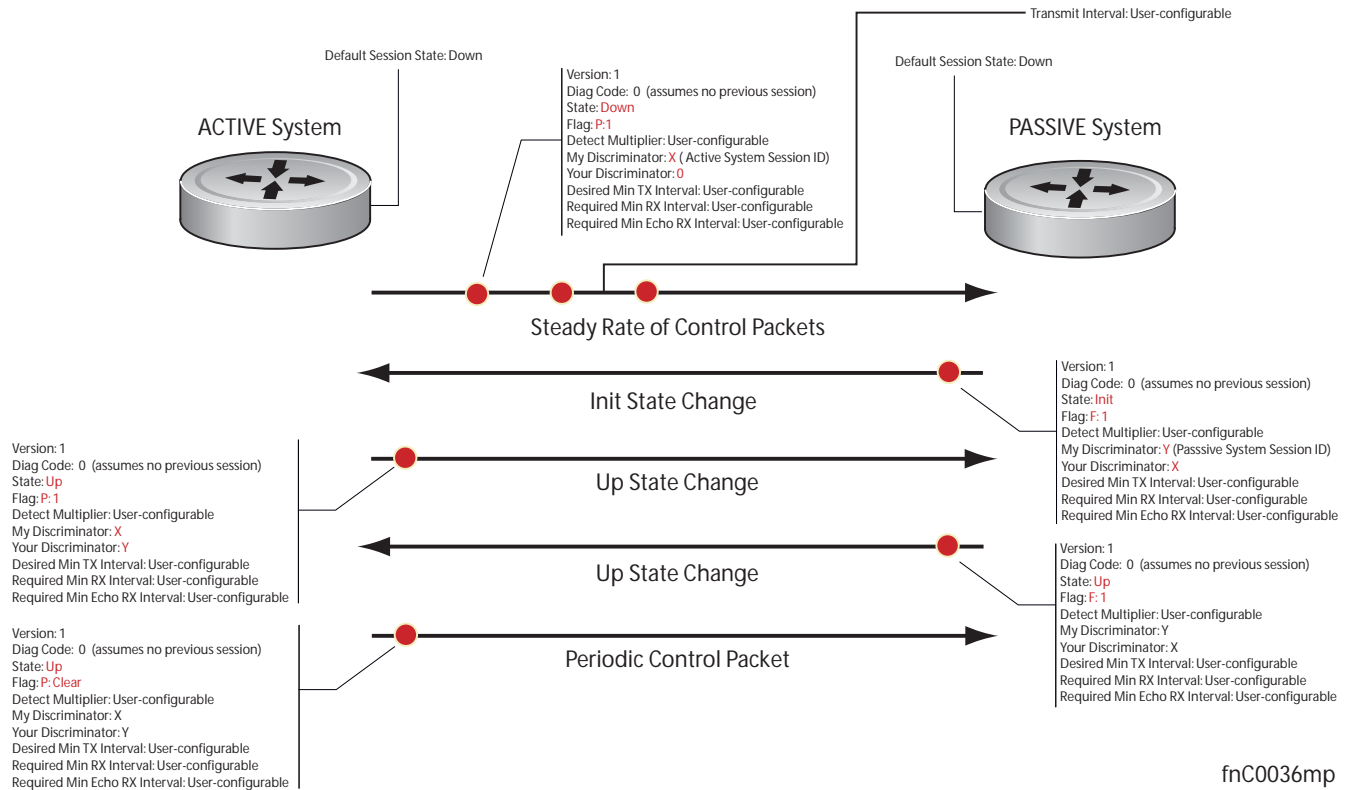 Transmit Interval: User-configurable
Default Session State: Down
Default Session State: Down
ACTIVE System
PASSIVE System
Version: 1
Diag Code: 0 (assumes no previous session)
State: Down
Flag: P:1
Detect Multiplier: User-configurable
My Discriminator: X ( Active System Session ID)
Your Discriminator: 0
Desired Min TX Interval: User-configurable
Required Min RX Interval: User-configurable
Required Min Echo RX Interval: User-configurable
Steady Rate of Control Packets
Init State Change
Version: 1
Diag Code: 0 (assumes no previous session)
State: Init
Flag: F: 1
Detect Multiplier: User-configurable
My Discriminator: Y (Passsive System Session ID)
Your Discriminator: X
Desired Min TX Interval: User-configurable
Required Min RX Interval: User-configurable
Required Min Echo RX Interval: User-configurable
Version: 1
Diag Code: 0 (assumes no previous session)
State: Up
Flag: P: 1
Detect Multiplier: User-configurable
My Discriminator: X
Your Discriminator: Y
Desired Min TX Interval: User-configurable
Required Min RX Interval: User-configurable
Required Min Echo RX Interval: User-configurable
Up State Change
Up State Change
Version: 1
Diag Code: 0 (assumes no previous session)
State: Up
Flag: F: 1
Detect Multiplier: User-configurable
My Discriminator: Y
Your Discriminator: X
Desired Min TX Interval: User-configurable
Required Min RX Interval: User-configurable
Required Min Echo RX Interval: User-configurable
Version: 1
Diag Code: 0 (assumes no previous session)
State: Up
Flag: P: Clear
Detect Multiplier: User-configurable
My Discriminator: X
Your Discriminator: Y
Desired Min TX Interval: User-configurable
Required Min RX Interval: User-configurable
Required Min Echo RX Interval: User-configurable
Periodic Control Packet
fnC0036mp